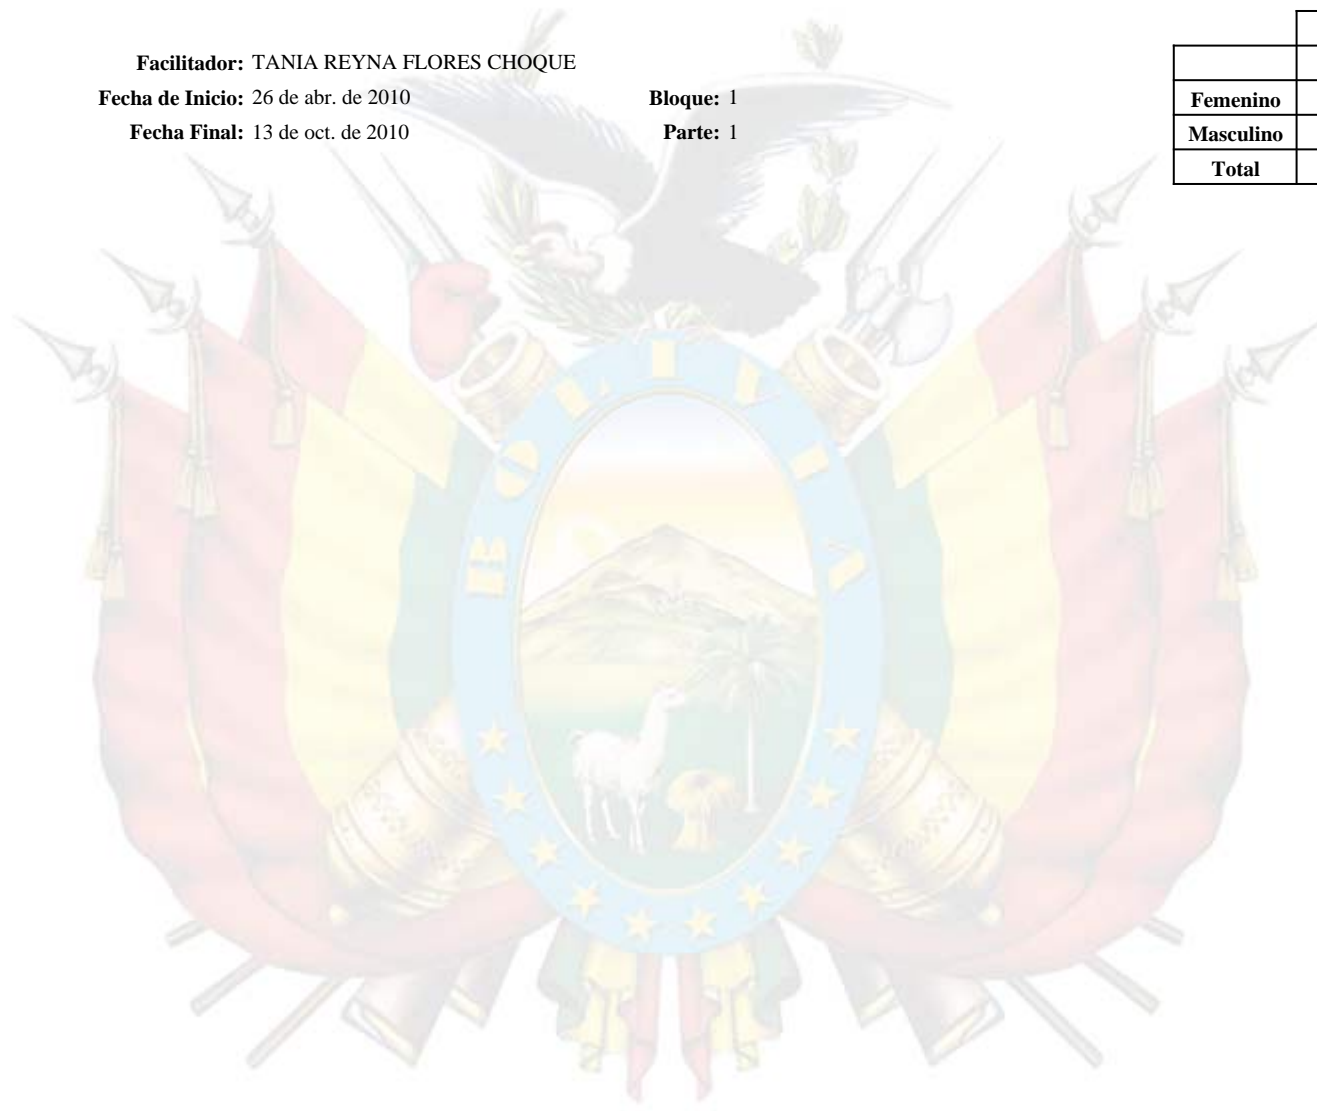 Facilitador: TANIA REYNA FLORES CHOQUE
Fecha de Inicio: 26 de abr. de 2010 Bloque: 1
Fecha Final: 13 de oct. de 2010 Parte: 1
Femenino
Masculino
Total
BOLIVIA